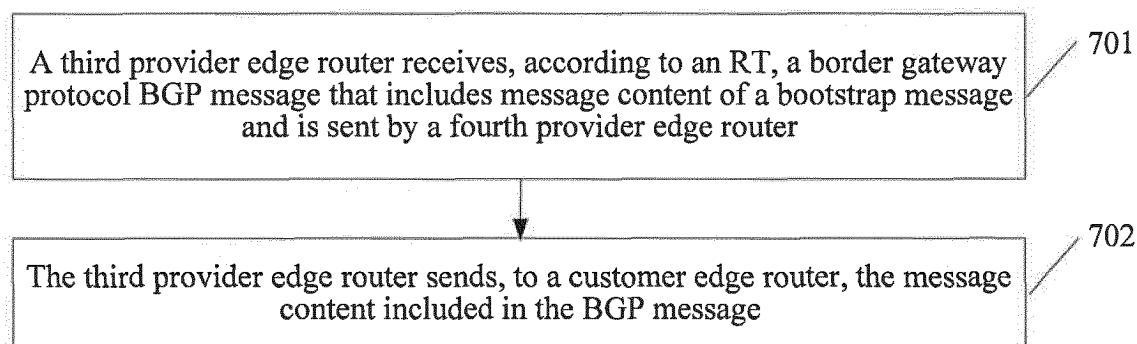 A third provider edge router receives, according to an RT, a border gateway
protocol BGP message that includes message content of a bootstrap message
and is sent by a fourth provider edge router
701
The third provider edge router sends, to a customer edge router, the message
content included in the BGP message
702